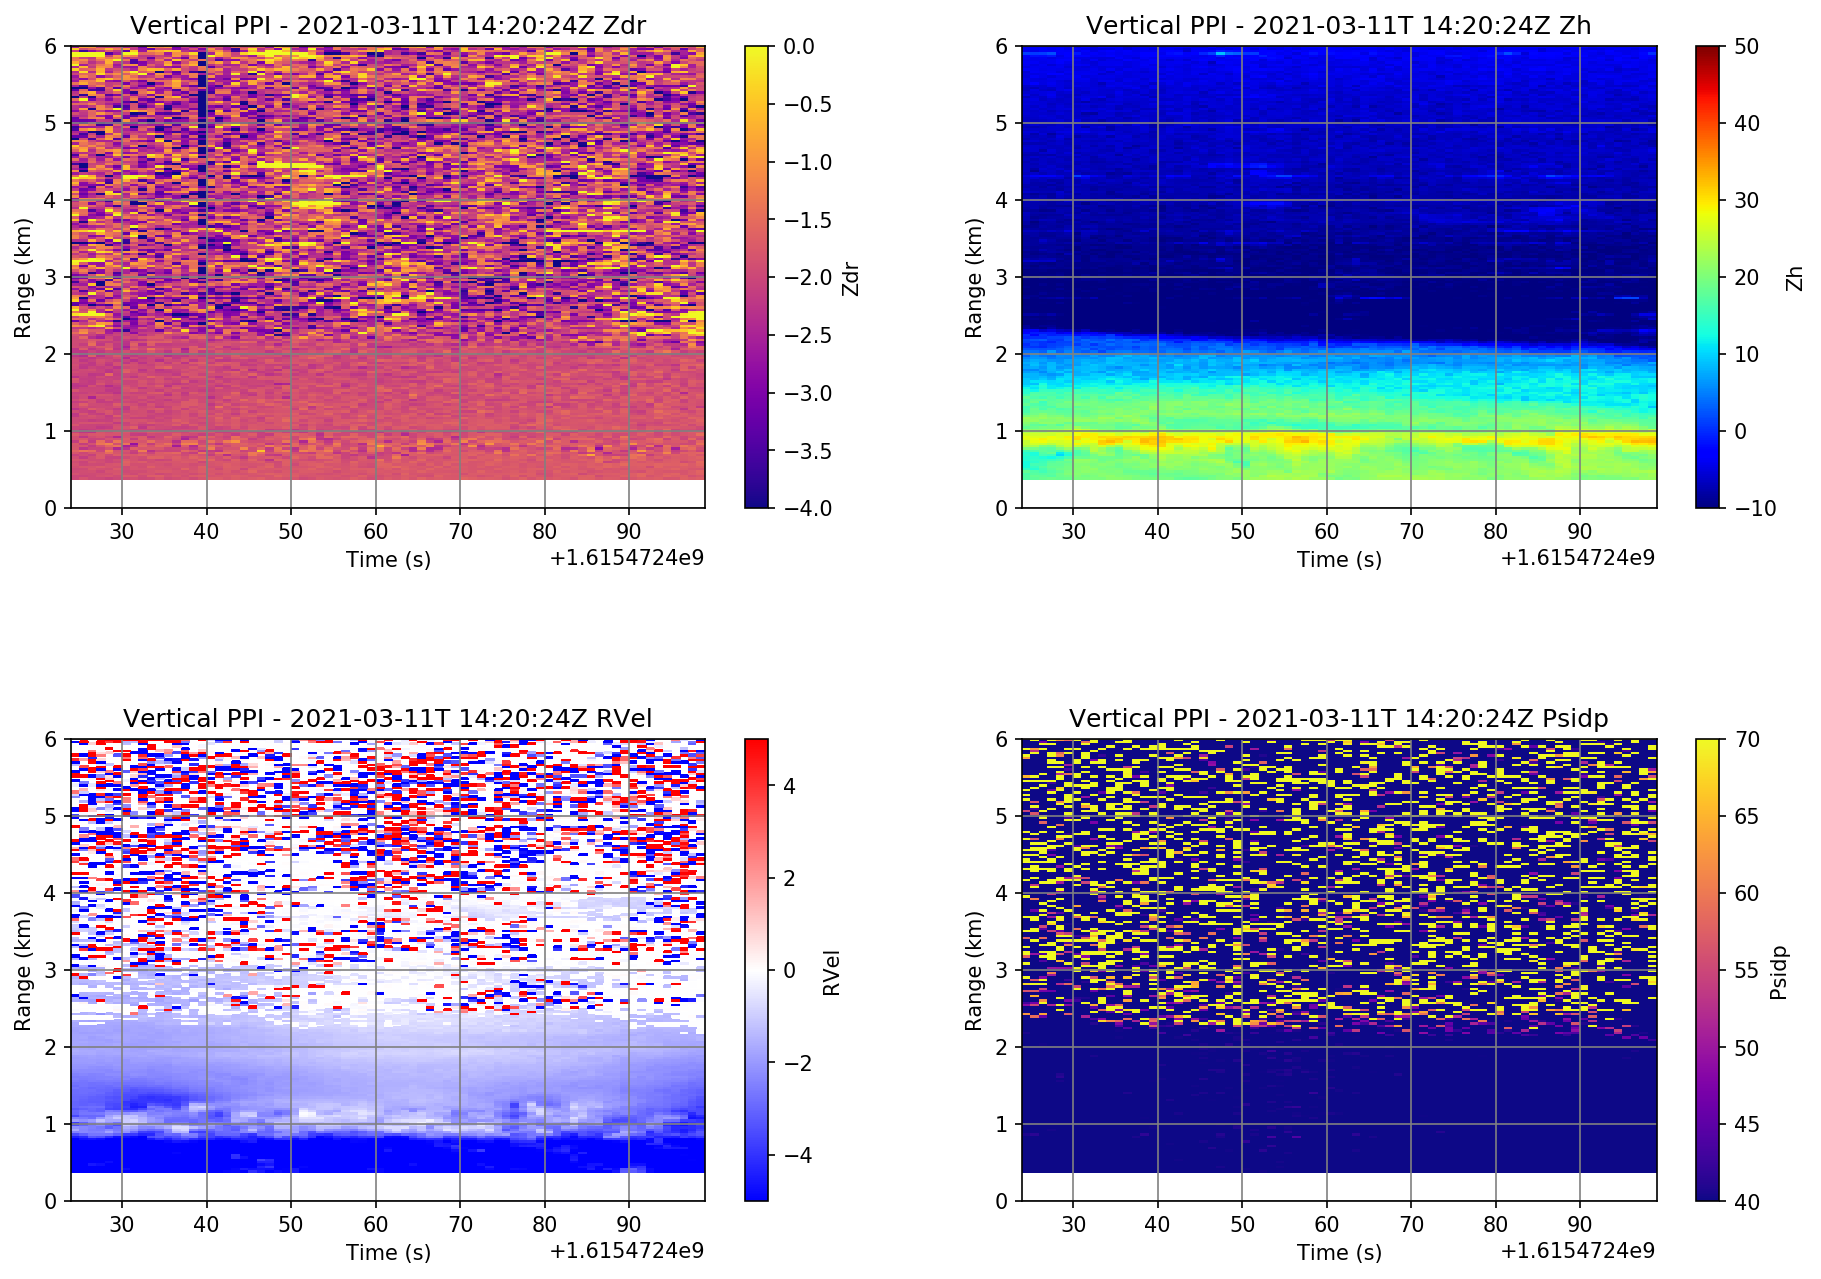 Vertical PPI - 2021-03-11T 14:20:24Z Zdr
6
5
4
3
2
1
0
Range (km)
30 40 50 60 70 80 90
Time (s)
+1.6154724e9
0.0
−0.5
−1.0
−1.5
−2.0
−2.5
−3.0
−3.5
−4.0
Zdr
Vertical PPI - 2021-03-11T 14:20:24Z Zh
6
5
4
3
2
1
0
Range (km)
30 40 50 60 70 80 90
Time (s)
+1.6154724e9
50
40
30
20
10
0
−10
Zh
Vertical PPI - 2021-03-11T 14:20:24Z RVel
6
5
4
3
2
1
0
Range (km)
30 40 50 60 70 80 90
Time (s)
+1.6154724e9
4
2
0
−2
−4
RVel
Vertical PPI - 2021-03-11T 14:20:24Z Psidp
6
5
4
3
2
1
0
Range (km)
30 40 50 60 70 80 90
Time (s)
+1.6154724e9
70
65
60
55
50
45
40
Psidp